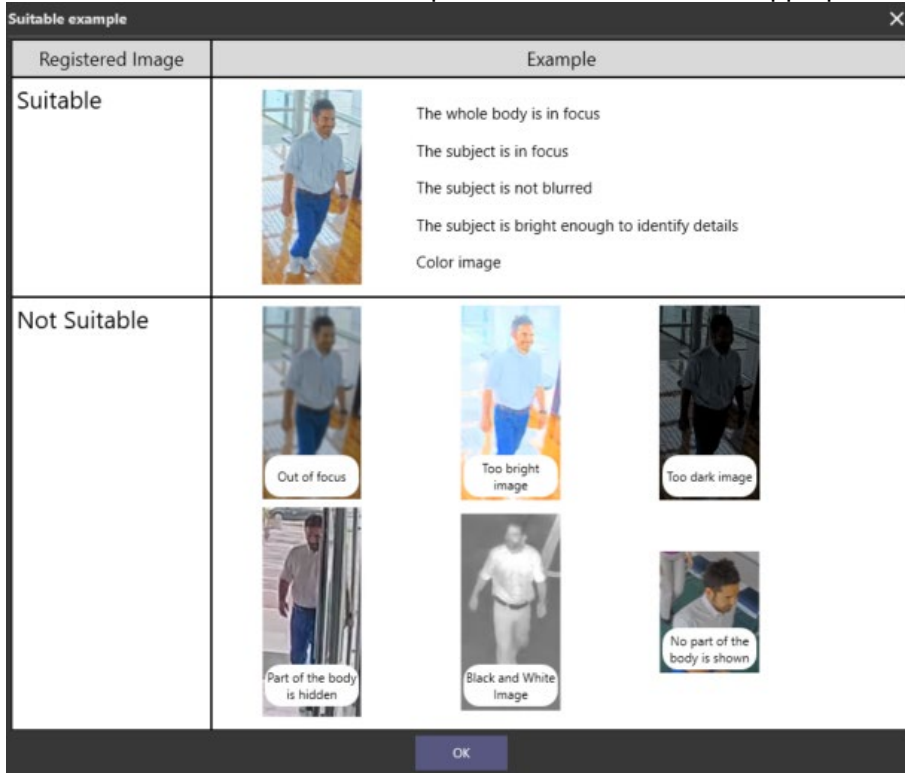 Suitable example
Registered Image
Example
Suitable
The whole body is in focus
The subject is in focus
The subject is not blurred
The subject is bright enough to identify details
Color image
Not Suitable
Out of focus
Too bright
image
Too dark image
Part of the body
is hidden
Black and White
Image
No part of the
body is shown
OK